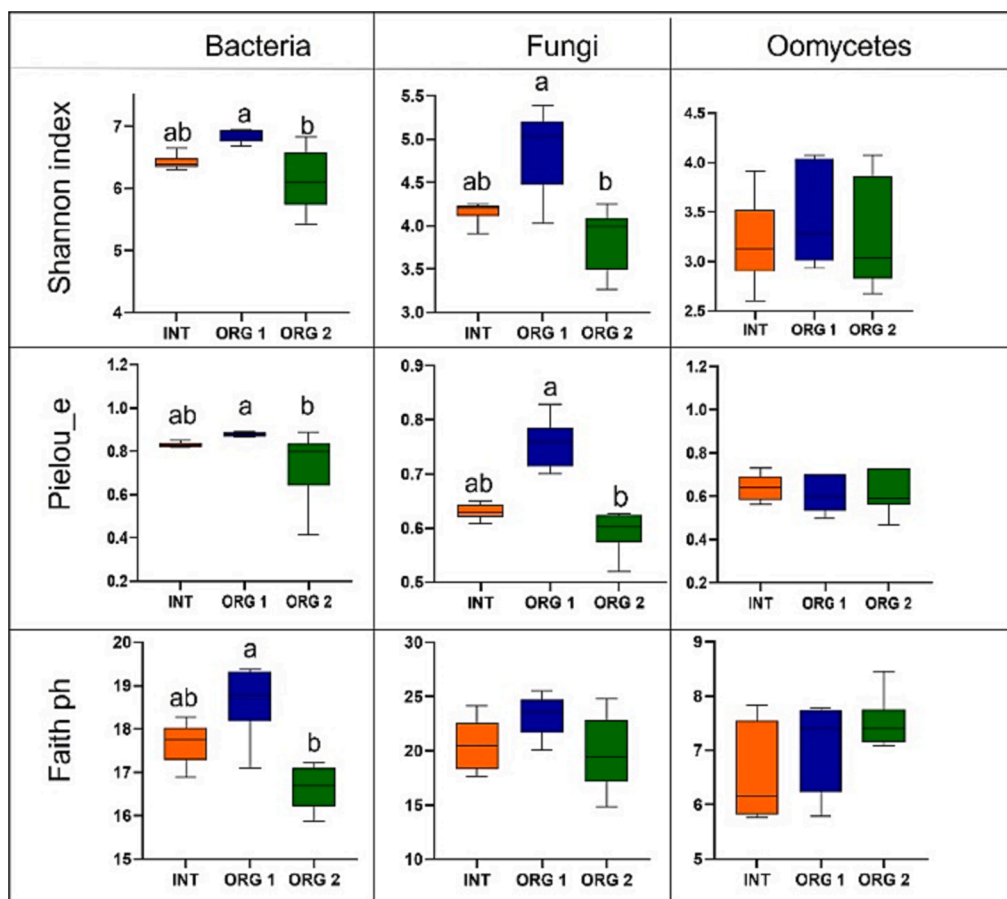 Bacteria Fungi Oomycetes
Shannon index
7
6
5
4
ab a b
INT ORG 1 ORG 2
5.5
5.0
4.5
4.0
3.5
3.0
ab a b
INT ORG 1 ORG 2
4.5
4.0
3.5
3.0
2.5
INT ORG 1 ORG 2
Pielou_e
1.2
1.0
0.8
0.6
0.4
0.2
ab a b
INT ORG 1 ORG 2
0.9
0.8
0.7
0.6
0.5
ab a b
INT ORG 1 ORG 2
1.2
1.0
0.8
0.6
0.4
0.2
INT ORG 1 ORG 2
Faith ph
20
19
18
17
16
15
ab a b
INT ORG 1 ORG 2
30
25
20
15
10
INT ORG 1 ORG 2
9
8
7
6
5
INT ORG 1 ORG 2